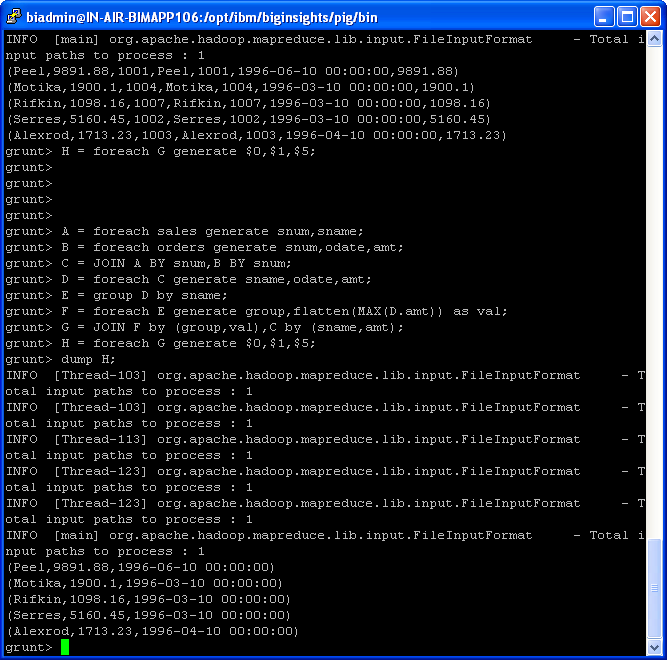 biadmin@IN-AIR-BIMAPP106:/opt/ibm/biginsights/pig/bin
INFO  [main] org.apache.hadoop.mapreduce.lib.input.FileInputFormat     - Total i
nput paths to process : 1
(Peel,9891.88,1001,Peel,1001,1996-06-10 00:00:00,9891.88)
(Motika,1900.1,1004,Motika,1004,1996-03-10 00:00:00,1900.1)
(Rifkin,1098.16,1007,Rifkin,1007,1996-03-10 00:00:00,1098.16)
(Serres,5160.45,1002,Serres,1002,1996-03-10 00:00:00,5160.45)
(Alexrod,1713.23,1003,Alexrod,1003,1996-04-10 00:00:00,1713.23)
grunt> H = foreach G generate $0,$1,$5;
grunt>
grunt>
grunt>
grunt>
grunt> A = foreach sales generate snum,sname;
grunt> B = foreach orders generate snum,odate,amt;
grunt> C = JOIN A BY snum,B BY snum;
grunt> D = foreach C generate sname,odate,amt;
grunt> E = group D by sname;
grunt> F = foreach E generate group,flatten(MAX(D.amt)) as val;
grunt> G = JOIN F by (group,val),C by (sname,amt);
grunt> H = foreach G generate $0,$1,$5;
grunt> dump H;
INFO  [Thread-103] org.apache.hadoop.mapreduce.lib.input.FileInputFormat     - T
otal input paths to process : 1
INFO  [Thread-103] org.apache.hadoop.mapreduce.lib.input.FileInputFormat     - T
otal input paths to process : 1
INFO  [Thread-113] org.apache.hadoop.mapreduce.lib.input.FileInputFormat     - T
otal input paths to process : 1
INFO  [Thread-123] org.apache.hadoop.mapreduce.lib.input.FileInputFormat     - T
otal input paths to process : 1
INFO  [Thread-123] org.apache.hadoop.mapreduce.lib.input.FileInputFormat     - T
otal input paths to process : 1
INFO  [main] org.apache.hadoop.mapreduce.lib.input.FileInputFormat     - Total i
nput paths to process : 1
(Peel,9891.88,1996-06-10 00:00:00)
(Motika,1900.1,1996-03-10 00:00:00)
(Rifkin,1098.16,1996-03-10 00:00:00)
(Serres,5160.45,1996-03-10 00:00:00)
(Alexrod,1713.23,1996-04-10 00:00:00)
grunt>